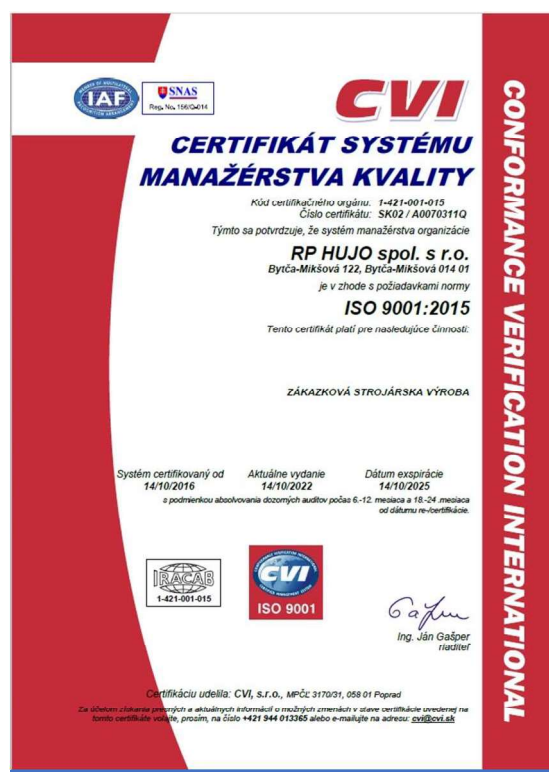 IAF
SNAS
Reg. No. 156/Q-014
CVI
CERTIFIKÁT SYSTÉMU
MANAŽÉRSTVA KVALITY
Kód certifikačného orgánu: 1-421-001-015
Číslo certifikátu: SK02 / A0070311Q
Týmto sa potvrdzuje, že systém manažérstva organizácie
RP HUJO spol. s r.o.
Bytča-Mikšová 122, Bytča-Mikšová 014 01
je v zhode s požiadavkami normy
ISO 9001:2015
Tento certifikát platí pre nasledujúce činnosti:
ZÁKAZKOVÁ STROJÁRSKA VÝROBA
Systém certifikovaný od Aktuálne vydanie Dátum exspirácie
14/10/2016 14/10/2022 14/10/2025
s podmienkou absolvovania dozorných auditov počas 6.-12. mesiaca a 18.-24 .mesiaca
od dátumu re-/certifikácie.
IRACAB
1-421-001-015
CVI
ISO 9001
Ing. Ján Gašper
riaditeľ
Certifikáciu udelila: CVI, s.r.o., MPČĽ 3170/31, 058 01 Poprad
Za účelom získania presných a aktuálnych informácií o možných zmenách v stave certifikácie uvedenej na
tomto certifikáte volajte, prosím, na číslo +421 944 013365 alebo e-mailujte na adresu: cvi@cvi.sk
CONFORMANCE VERIFICATION INTERNATIONAL